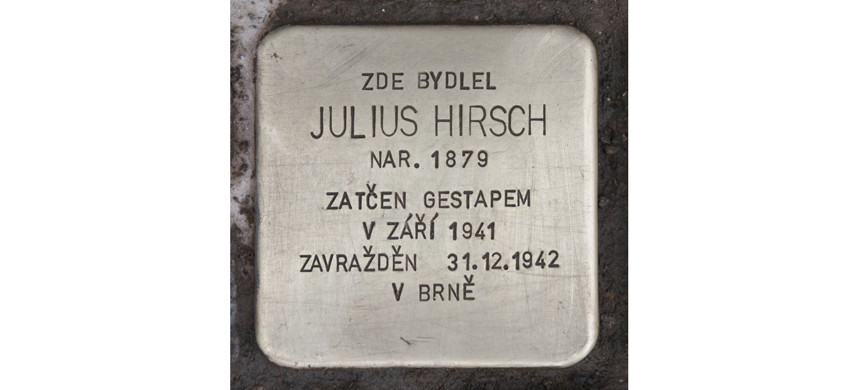 ZDE BYDLEL
JULIUS HIRSCH
NAR. 1879
ZATČEN GESTAPEM
V ZÁŘÍ 1941
ZAVRAŽDĚN 31.12.1942
V BRNĚ